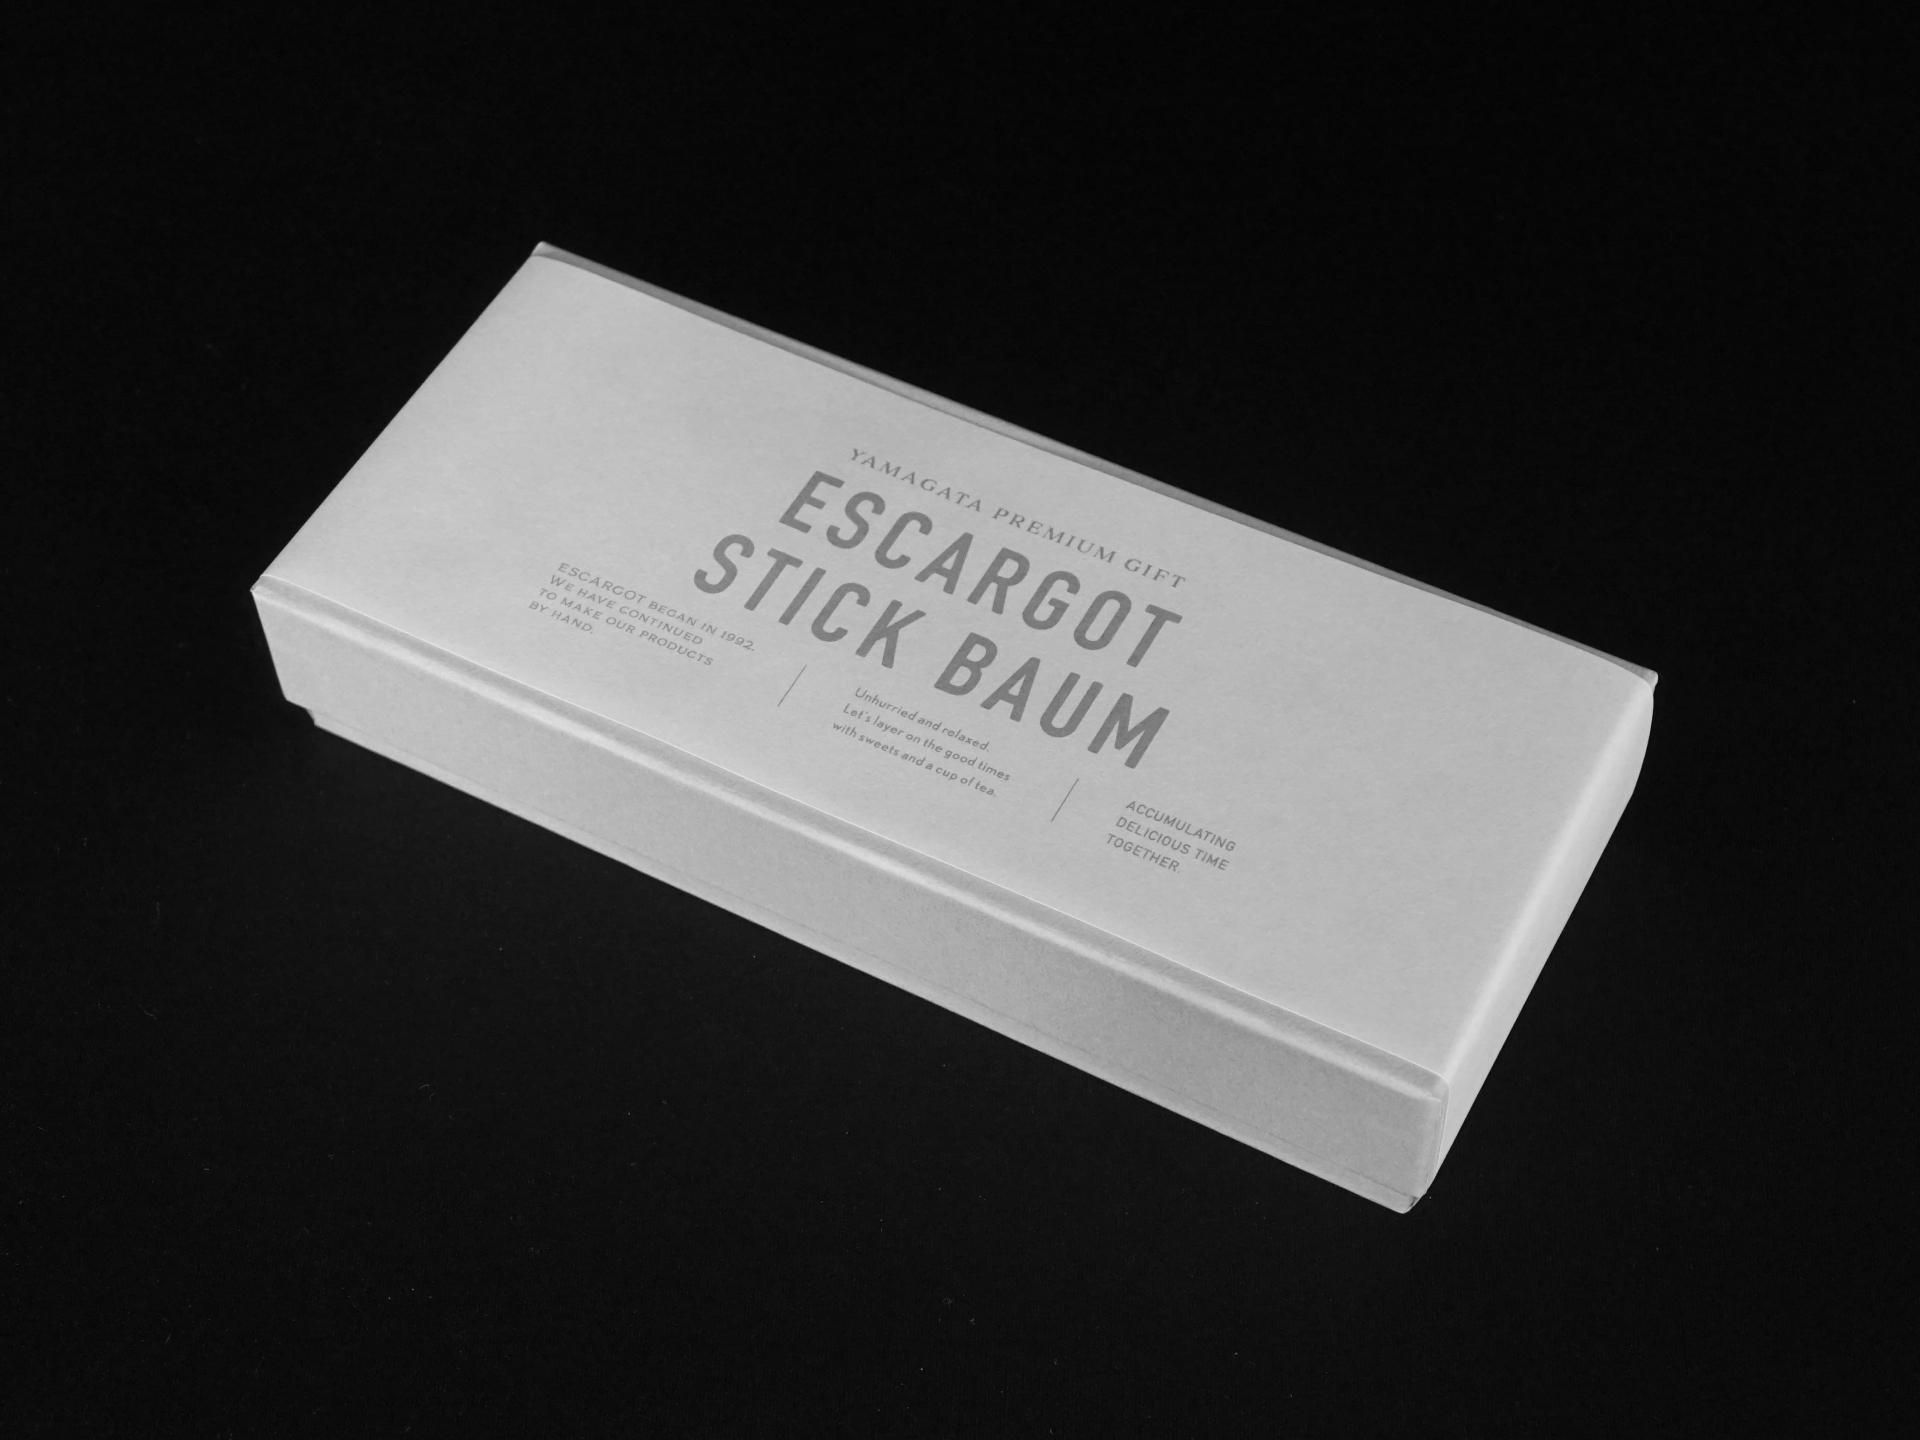 YAMAGATA PREMIUM GIFT
ESCARGOT
STICK BAUM
ESCARGOT BEGAN IN 1992.
WE HAVE CONTINUED
TO MAKE OUR PRODUCTS
BY HAND.
Unhurried and relaxed.
Let's layer on the good times
with sweets and a cup of tea.
ACCUMULATING
DELICIOUS TIME
TOGETHER.